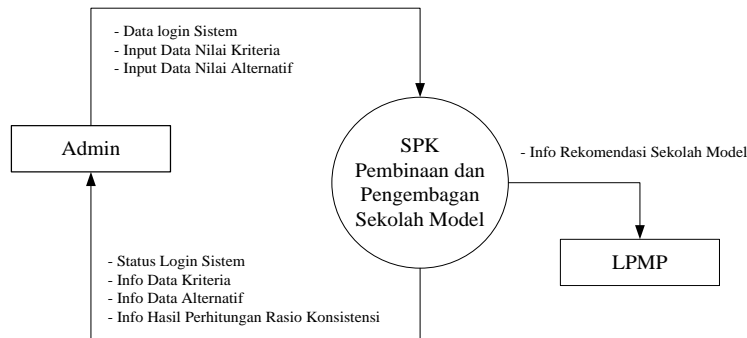 - Data login Sistem
- Input Data Nilai Kriteria
- Input Data Nilai Alternatif
Admin
SPK
Pembinaan dan
Pengembagan
Sekolah Model
- Info Rekomendasi Sekolah Model
LPMP
- Status Login Sistem
- Info Data Kriteria
- Info Data Alternatif
- Info Hasil Perhitungan Rasio Konsistensi